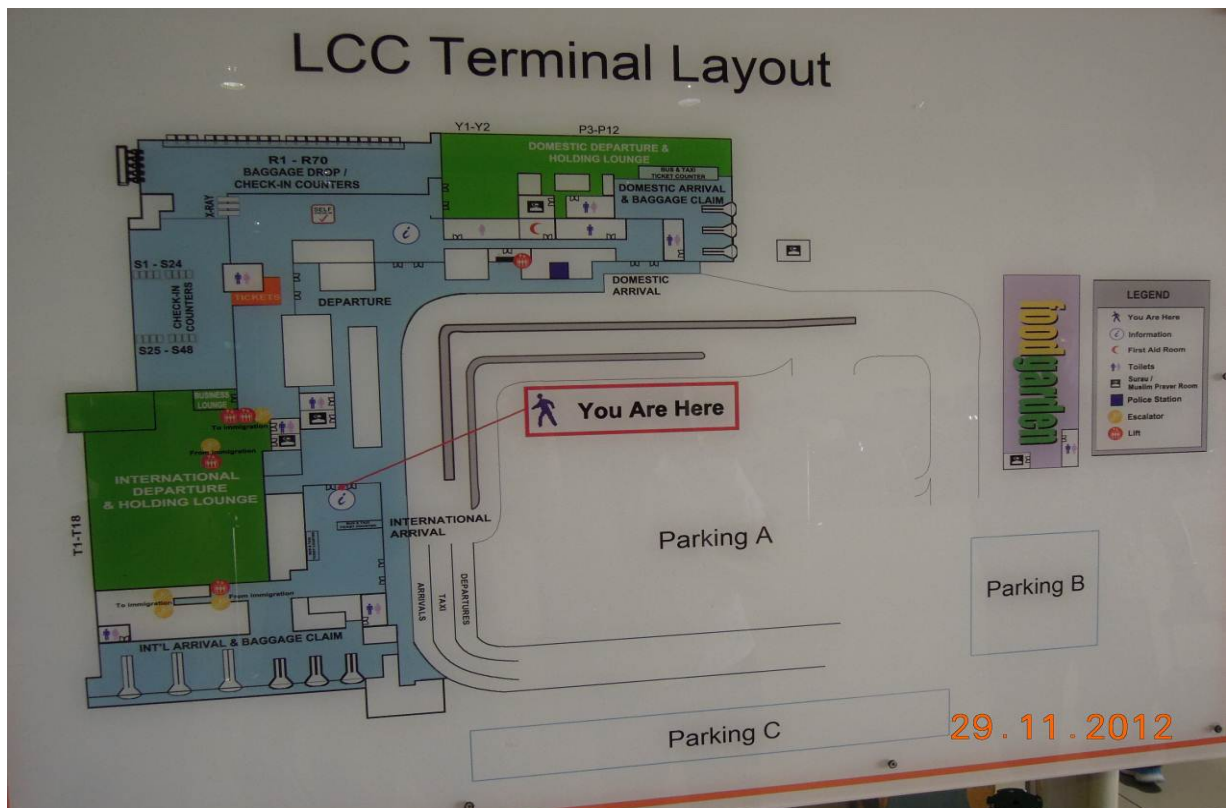 LCC Terminal Layout
Y1-Y2
P3-P12
DOMESTIC DEPARTURE &
HOLDING LOUNGE
BUS & TAXI
TICKET COUNTER
R1 - R70
BAGGAGE DROP /
CHECK-IN COUNTERS
DOMESTIC ARRIVAL
& BAGGAGE CLAIM
X-RAY
SELF
i
S1 - S24
CHECK-IN
COUNTERS
S25 - S48
TICKETS
DEPARTURE
DOMESTIC
ARRIVAL
foodgarden
LEGEND
You Are Here
i Information
First Aid Room
Toilets
Surau /
Muslim Prayer Room
Police Station
Escalator
Lift
BUSINESS
LOUNGE
To Immigration
From Immigration
You Are Here
INTERNATIONAL
DEPARTURE
& HOLDING LOUNGE
T1-T18
i
BUS & TAXI
TICKET COUNTER
INTERNATIONAL
ARRIVAL
Parking A
Parking B
ARRIVALS
TAXI
DEPARTURES
To Immigration
From Immigration
INT'L ARRIVAL & BAGGAGE CLAIM
Parking C
29.11.2012